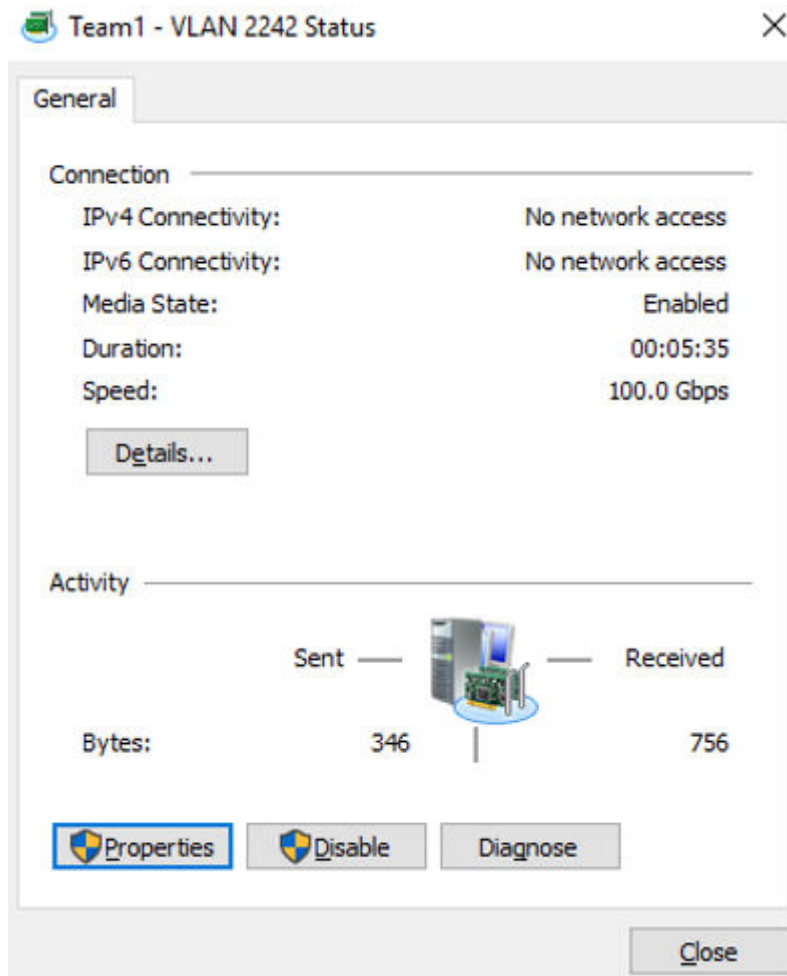 Team1 - VLAN 2242 Status
General
Connection
IPv4 Connectivity: No network access
IPv6 Connectivity: No network access
Media State: Enabled
Duration: 00:05:35
Speed: 100.0 Gbps
Details...
Activity
Sent Received
Bytes: 346 756
Properties Disable Diagnose
Close